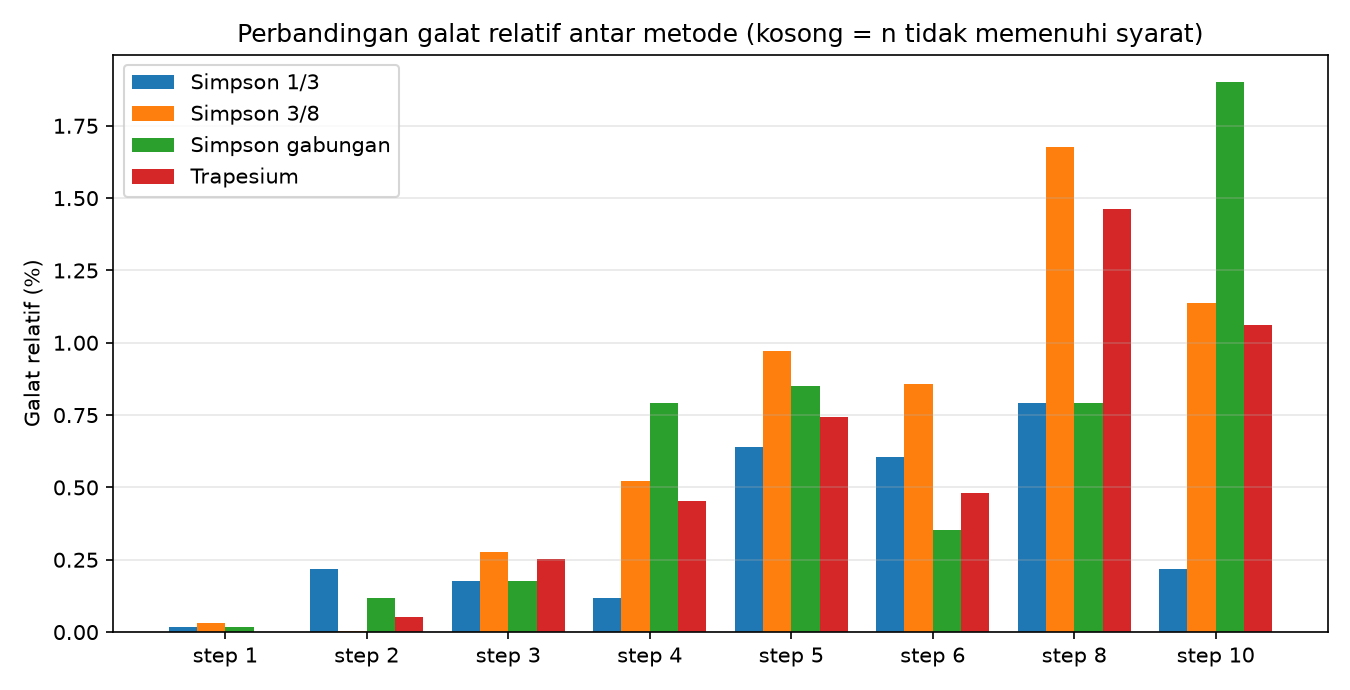 Perbandingan galat relatif antar metode (kosong = n tidak memenuhi syarat)
Simpson 1/3
Simpson 3/8
Simpson gabungan
Trapesium
Galat relatif (%)
1.75
1.50
1.25
1.00
0.75
0.50
0.25
0.00
step 1 step 2 step 3 step 4 step 5 step 6 step 8 step 10